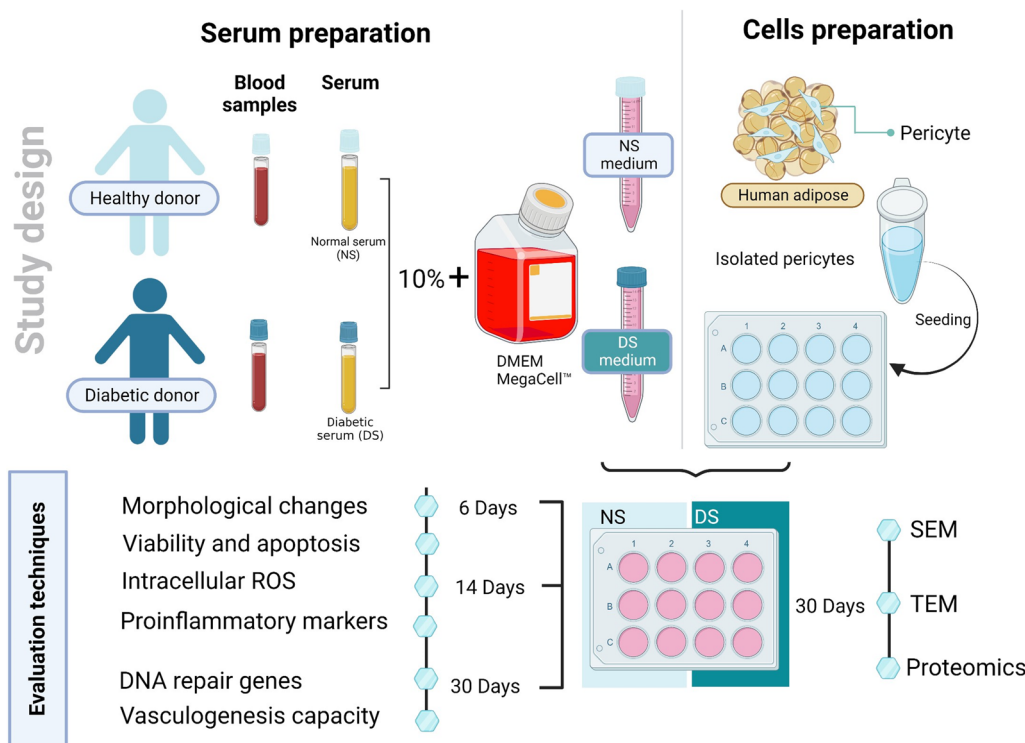 Study design
Serum preparation
Blood
samples
Serum
Healthy donor
Normal serum
(NS)
Diabetic donor
Diabetic
serum (DS)
10% +
DMEM
MegaCell™
NS
medium
DS
medium
Cells preparation
Pericyte
Human adipose
Isolated pericytes
Seeding
1 2 3 4
A
B
C
Evaluation techniques
Morphological changes
Viability and apoptosis
Intracellular ROS
Proinflammatory markers
DNA repair genes
Vasculogenesis capacity
6 Days
14 Days
30 Days
NS DS
1 2 3 4
A
B
C
30 Days
SEM
TEM
Proteomics